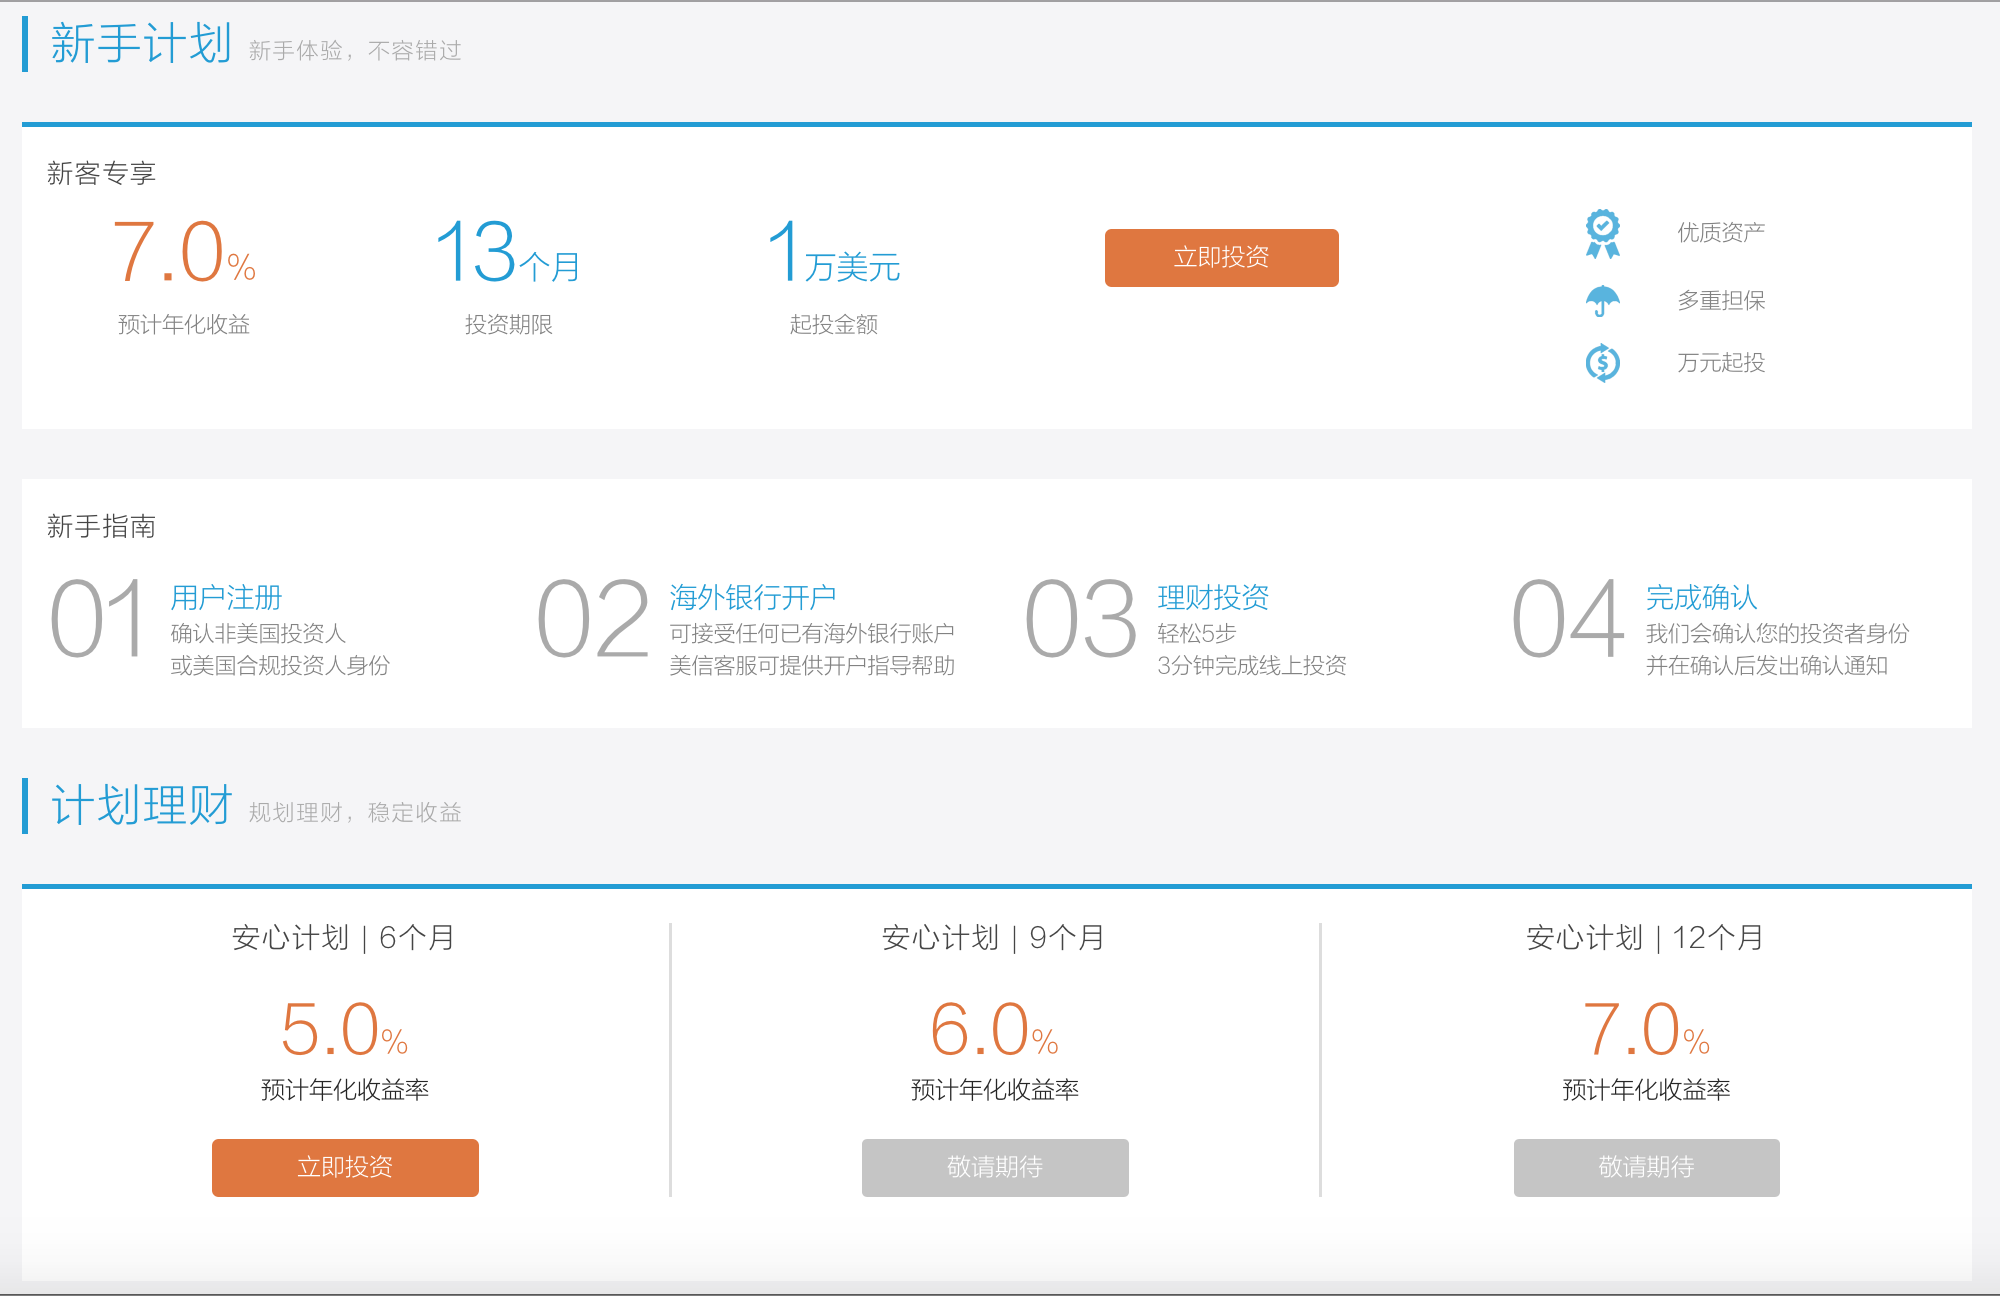 新手计划 新手体验，不容错过
新客专享
7.0% 13个月 1万美元 立即投资
预计年化收益 投资期限 起投金额
优质资产
多重担保
万元起投
新手指南
01 用户注册
确认非美国投资人
或美国合规投资人身份
02 海外银行开户
可接受任何已有海外银行账户
美信客服可提供开户指导帮助
03 理财投资
轻松5步
3分钟完成线上投资
04 完成确认
我们会确认您的投资者身份
并在确认后发出确认通知
计划理财 规划理财，稳定收益
安心计划 | 6个月
5.0%
预计年化收益率
立即投资
安心计划 | 9个月
6.0%
预计年化收益率
敬请期待
安心计划 | 12个月
7.0%
预计年化收益率
敬请期待